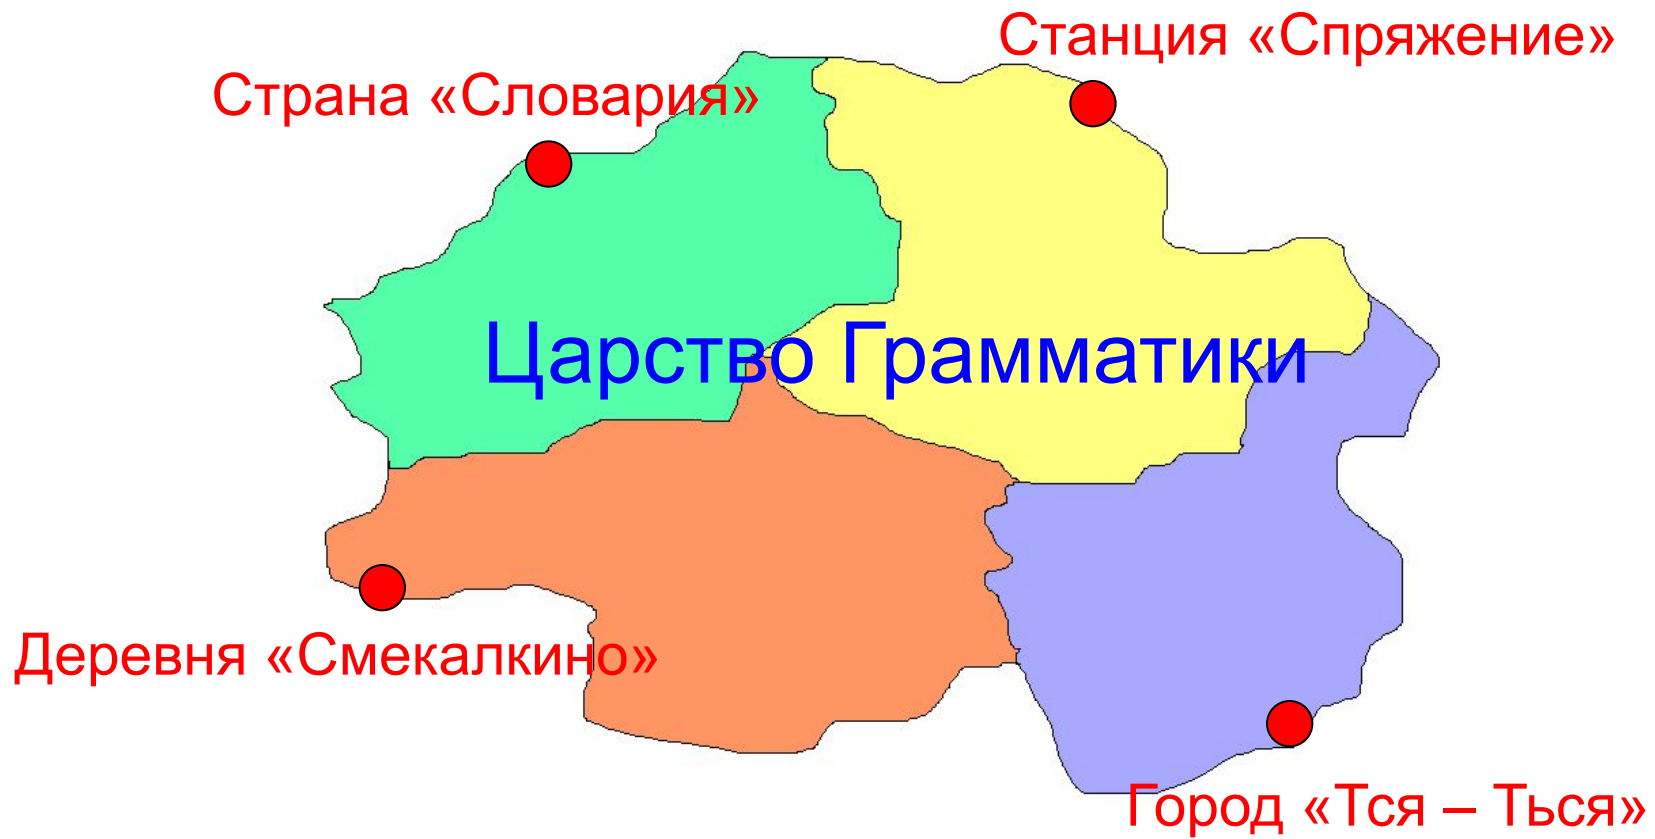 Станция «Спряжение»
Страна «Словария»
Царство Грамматики
Деревня «Смекалкино»
Город «Тся – Ться»